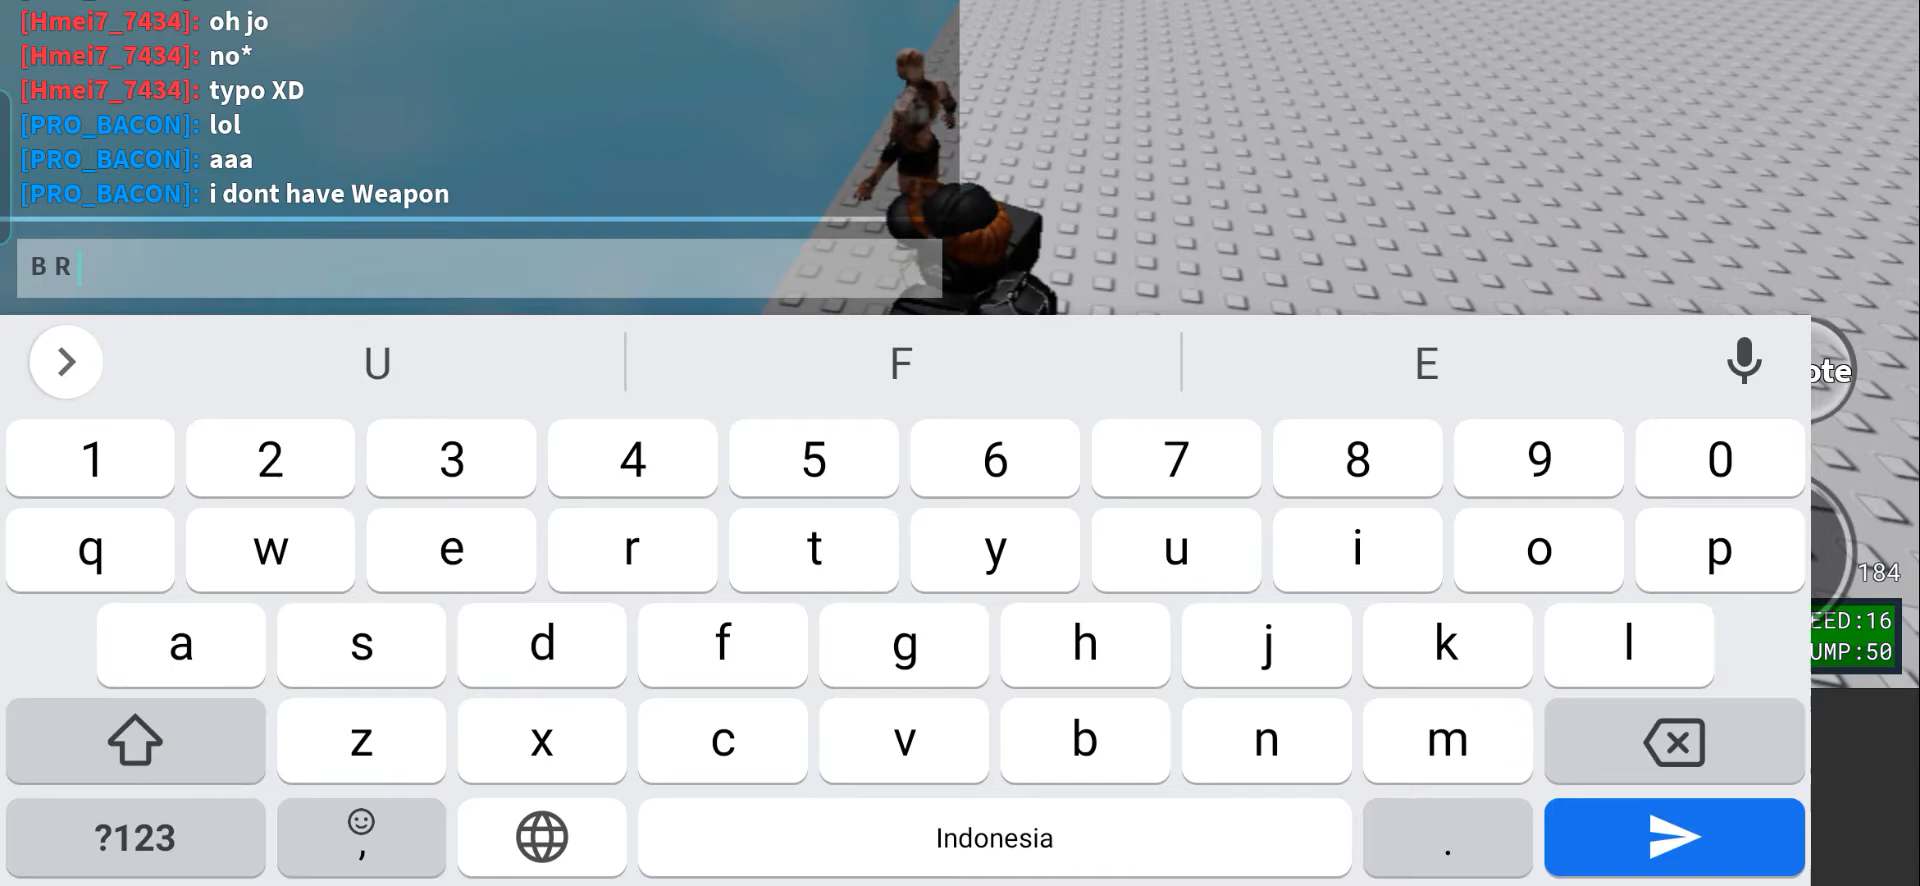 [Hmei7_7434]: oh jo
[Hmei7_7434]: no*
[Hmei7_7434]: typo XD
[PRO_BACON]: lol
[PRO_BACON]: aaa
[PRO_BACON]: i dont have Weapon
B R
U F E
ote
1 2 3 4 5 6 7 8 9 0
q w e r t y u i o p
184
a s d f g h j k l
EED:16
UMP:50
z x c v b n m
?123 , Indonesia .